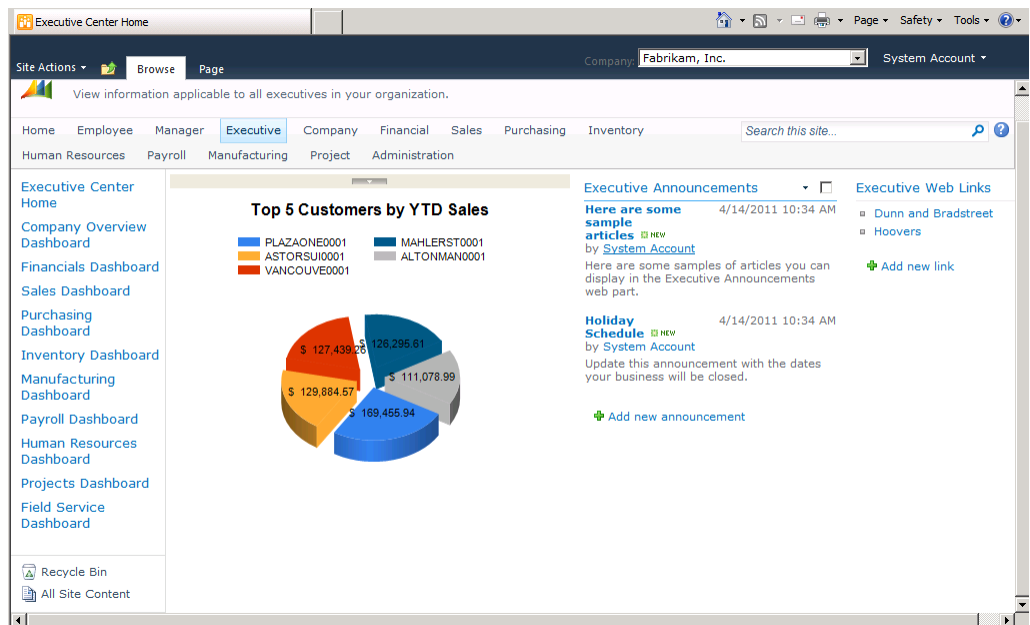 Executive Center Home
Page Safety Tools
Site Actions Browse Page Company: Fabrikam, Inc. System Account
View information applicable to all executives in your organization.
Home Employee Manager Executive Company Financial Sales Purchasing Inventory Search this site...
Human Resources Payroll Manufacturing Project Administration
Executive Center
Home
Company Overview
Dashboard
Financials Dashboard
Sales Dashboard
Purchasing
Dashboard
Inventory Dashboard
Manufacturing
Dashboard
Payroll Dashboard
Human Resources
Dashboard
Projects Dashboard
Field Service
Dashboard
Recycle Bin
All Site Content
Top 5 Customers by YTD Sales
PLAZAONE0001 MAHLERST0001
ASTORSUI0001 ALTONMAN0001
VANCOUVE0001
$ 127,439.26
$ 126,295.61
$ 111,078.99
$ 129,884.57
$ 169,455.94
Executive Announcements
Here are some 4/14/2011 10:34 AM
sample
articles NEW
by System Account
Here are some samples of articles you can
display in the Executive Announcements
web part.
Holiday 4/14/2011 10:34 AM
Schedule NEW
by System Account
Update this announcement with the dates
your business will be closed.
Add new announcement
Executive Web Links
Dunn and Bradstreet
Hoovers
Add new link